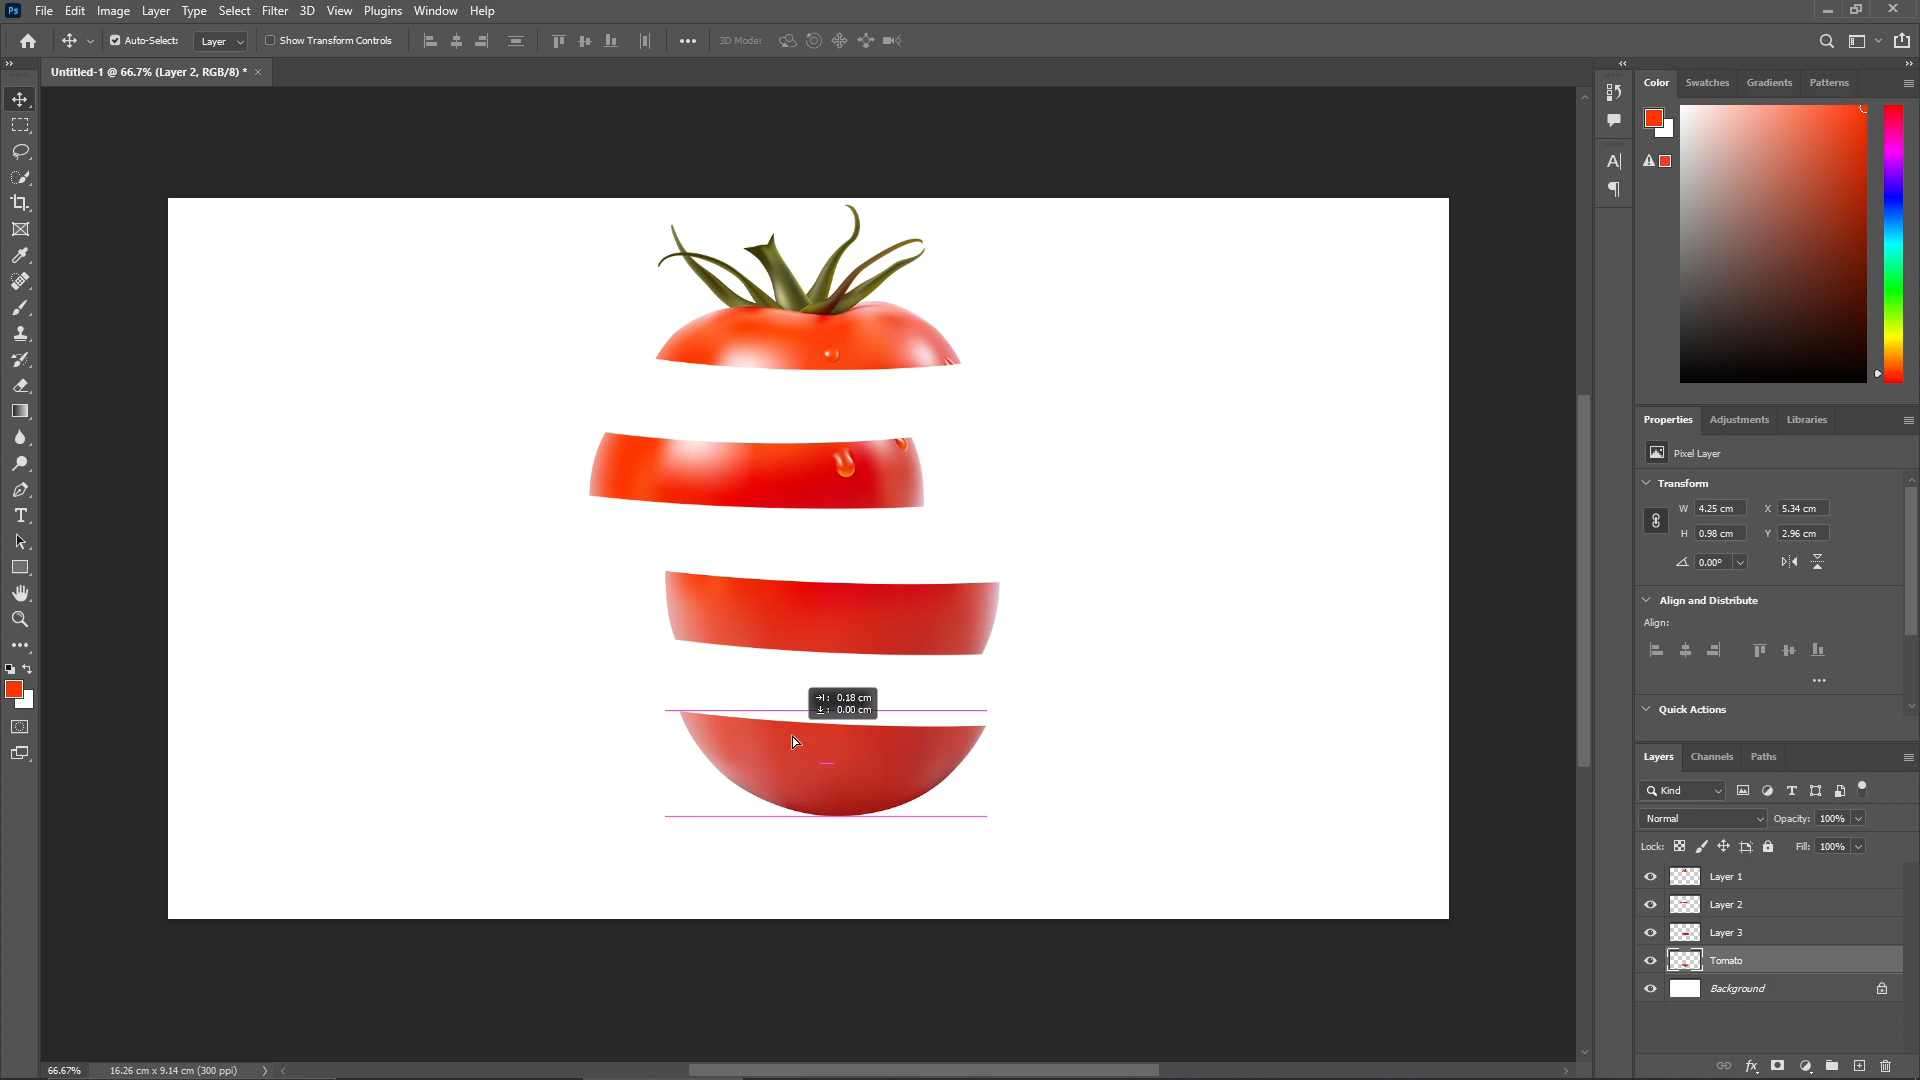 Ps File Edit Image Layer Type Select Filter 3D View Plugins Window Help
Auto-Select: Layer Show Transform Controls 3D Mode:
Untitled-1 @ 66.7% (Layer 2, RGB/8) *
Color Swatches Gradients Patterns
Properties Adjustments Libraries
Pixel Layer
Transform
W 4.25 cm X 5.34 cm
H 0.98 cm Y 2.96 cm
0.00°
Align and Distribute
Align:
Quick Actions
0.18 cm
0.00 cm
Layers Channels Paths
Kind
Normal Opacity: 100%
Lock: Fill: 100%
Layer 1
Layer 2
Layer 3
Tomato
Background
66.67% 16.26 cm x 9.14 cm (300 ppi)